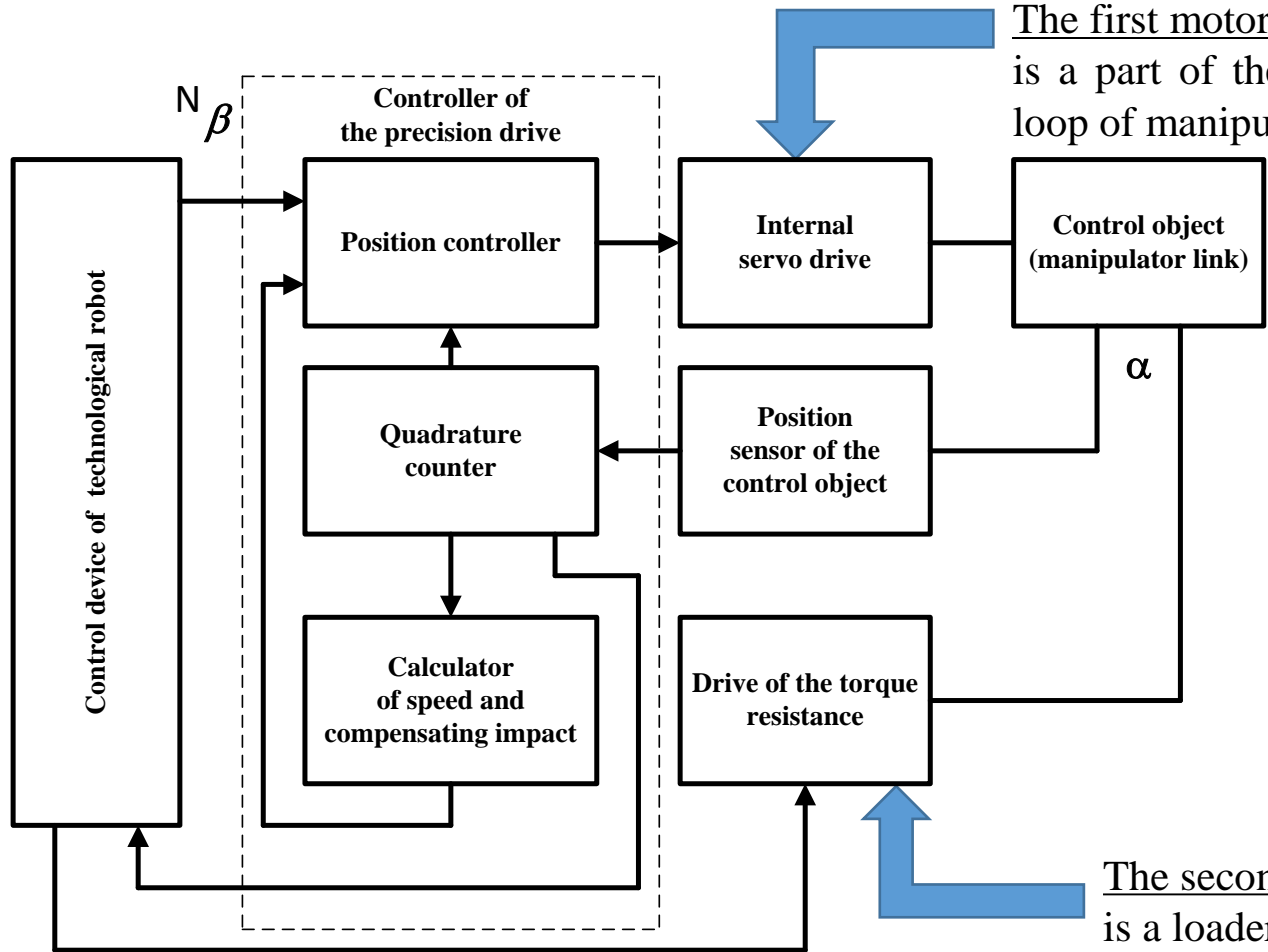 The first motor
is a part of the
loop of manipu
N β
Controller of
the precision drive
Control device of technological robot
Position controller
Internal
servo drive
Control object
(manipulator link)
α
Quadrature
counter
Position
sensor of the
control object
Calculator
of speed and
compensating impact
Drive of the torque
resistance
The secon
is a loader